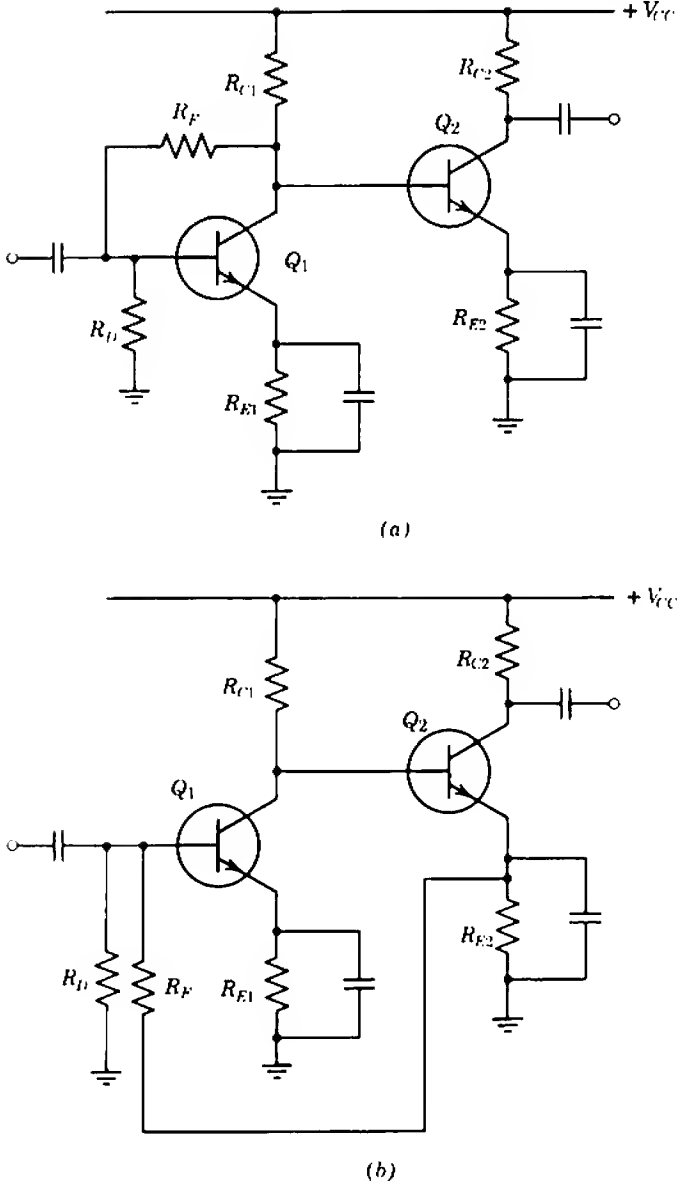 + V_CC
R_C1
R_C2
R_F
Q_2
Q_1
R_D
R_E2
R_E1
(a)
+ V_CC
R_C1
R_C2
Q_2
Q_1
R_D
R_F
R_E1
R_E2
(b)